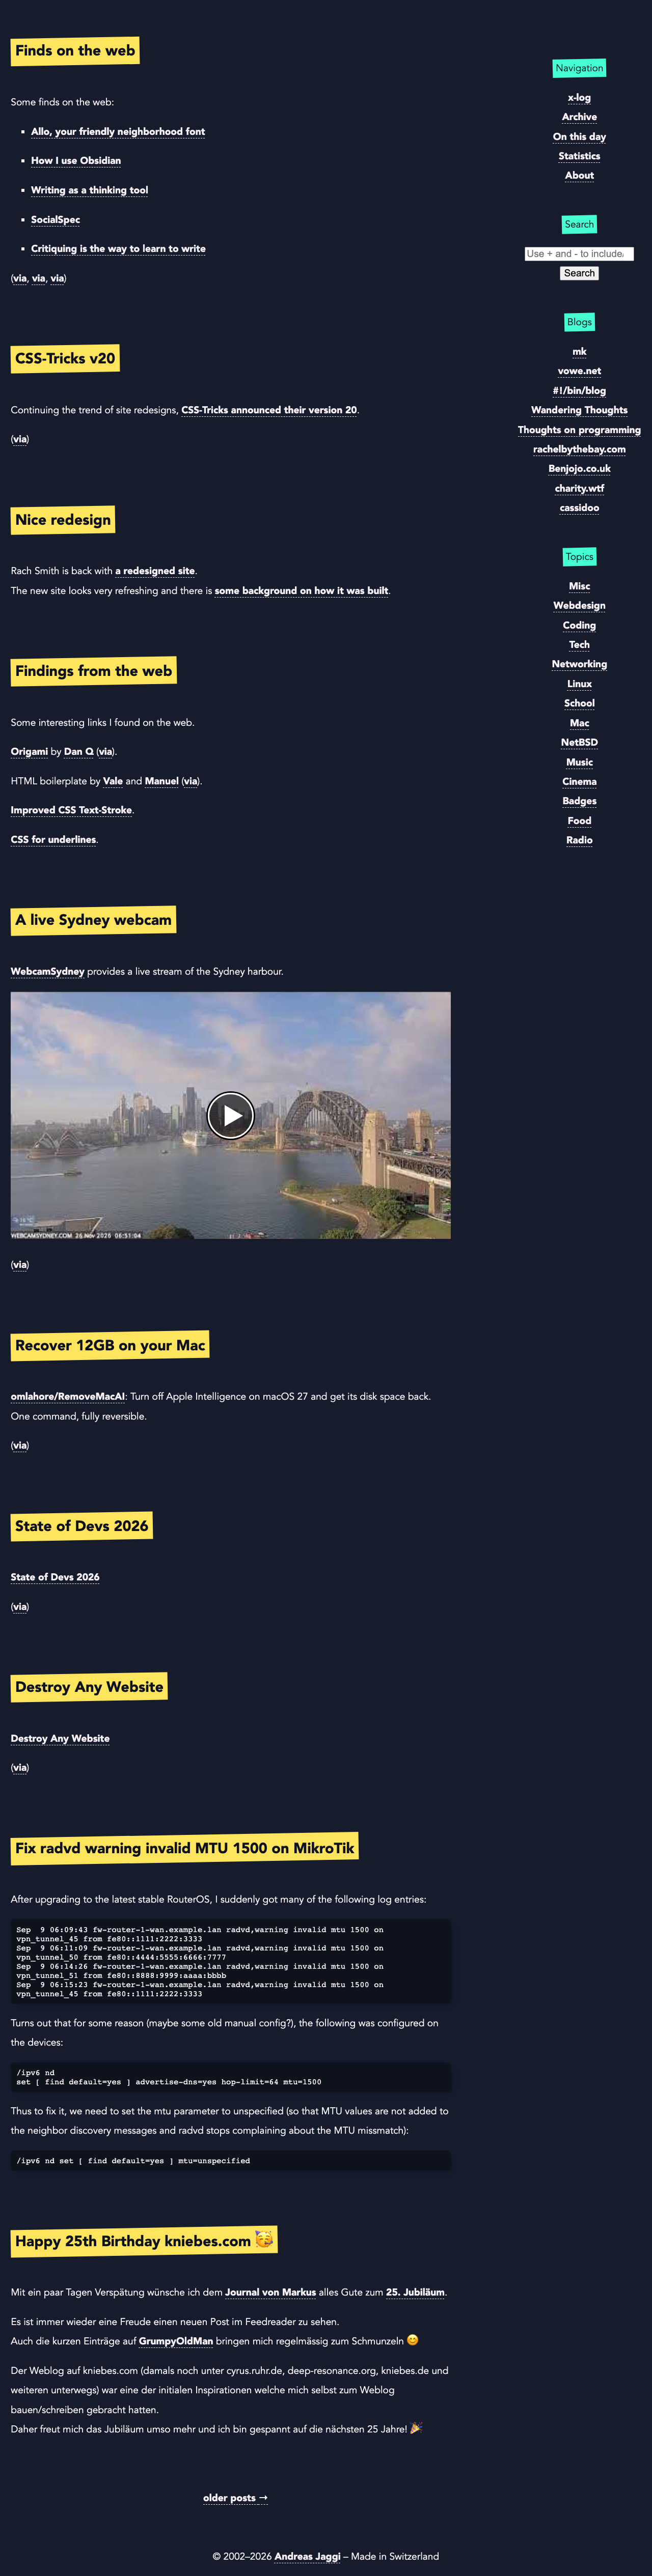 Finds on the web
Some finds on the web:
Allo, your friendly neighborhood font
How I use Obsidian
Writing as a thinking tool
SocialSpec
Critiquing is the way to learn to write
(via, via, via)
CSS-Tricks v20
Continuing the trend of site redesigns, CSS-Tricks announced their version 20.
(via)
Nice redesign
Rach Smith is back with a redesigned site.
The new site looks very refreshing and there is some background on how it was built.
Findings from the web
Some interesting links I found on the web.
Origami by Dan Q (via).
HTML boilerplate by Vale and Manuel (via).
Improved CSS Text-Stroke.
CSS for underlines.
A live Sydney webcam
WebcamSydney provides a live stream of the Sydney harbour.
WEBCAMSYDNEY.COM 26 Nov 2025 06:51:04
(via)
Recover 12GB on your Mac
omlahore/RemoveMacAI: Turn off Apple Intelligence on macOS 27 and get its disk space back.
One command, fully reversible.
(via)
State of Devs 2026
State of Devs 2026
(via)
Destroy Any Website
Destroy Any Website
(via)
Fix radvd warning invalid MTU 1500 on MikroTik
After upgrading to the latest stable RouterOS, I suddenly got many of the following log entries:
Sep  9 06:09:43 fw-router-1-wan.example.lan radvd,warning invalid mtu 1500 on
vpn_tunnel_45 from fe80::1111:2222:3333
Sep  9 06:11:09 fw-router-1-wan.example.lan radvd,warning invalid mtu 1500 on
vpn_tunnel_50 from fe80::4444:5555:6666:7777
Sep  9 06:14:26 fw-router-1-wan.example.lan radvd,warning invalid mtu 1500 on
vpn_tunnel_51 from fe80::8888:9999:aaaa:bbbb
Sep  9 06:15:23 fw-router-1-wan.example.lan radvd,warning invalid mtu 1500 on
vpn_tunnel_45 from fe80::1111:2222:3333
Turns out that for some reason (maybe some old manual config?), the following was configured on
the devices:
/ipv6 nd
set [ find default=yes ] advertise-dns=yes hop-limit=64 mtu=1500
Thus to fix it, we need to set the mtu parameter to unspecified (so that MTU values are not added to
the neighbor discovery messages and radvd stops complaining about the MTU missmatch):
/ipv6 nd set [ find default=yes ] mtu=unspecified
Happy 25th Birthday kniebes.com 🥳
Mit ein paar Tagen Verspätung wünsche ich dem Journal von Markus alles Gute zum 25. Jubiläum.
Es ist immer wieder eine Freude einen neuen Post im Feedreader zu sehen.
Auch die kurzen Einträge auf GrumpyOldMan bringen mich regelmässig zum Schmunzeln 😊
Der Weblog auf kniebes.com (damals noch unter cyrus.ruhr.de, deep-resonance.org, kniebes.de und
weiteren unterwegs) war eine der initialen Inspirationen welche mich selbst zum Weblog
bauen/schreiben gebracht hatten.
Daher freut mich das Jubiläum umso mehr und ich bin gespannt auf die nächsten 25 Jahre! 🎉
older posts →
Navigation
x-log
Archive
On this day
Statistics
About
Search
Use + and - to include
Search
Blogs
mk
vowe.net
#!/bin/blog
Wandering Thoughts
Thoughts on programming
rachelbythebay.com
Benjojo.co.uk
charity.wtf
cassidoo
Topics
Misc
Webdesign
Coding
Tech
Networking
Linux
School
Mac
NetBSD
Music
Cinema
Badges
Food
Radio
© 2002–2026 Andreas Jaggi – Made in Switzerland